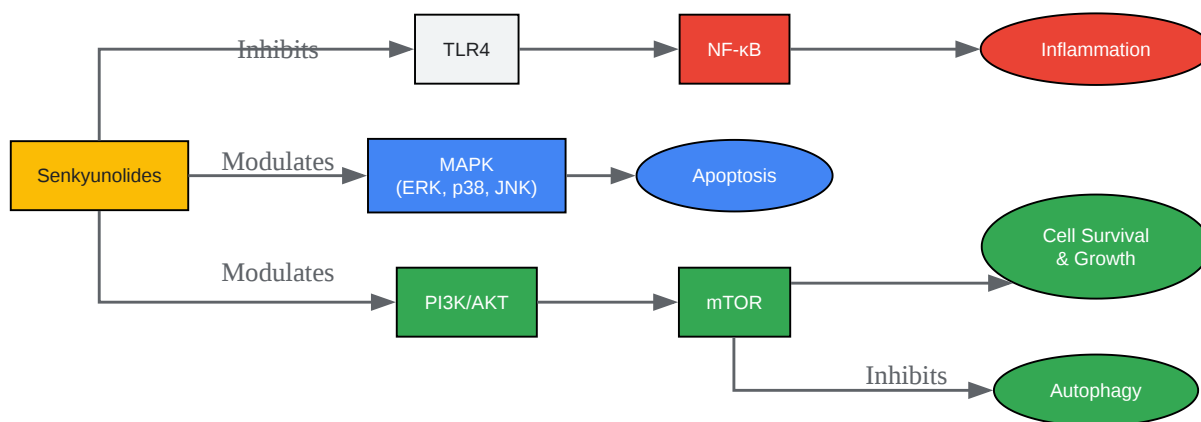 Inhibits
TLR4
NF-κB
Inflammation
Senkyunolides
Modulates
MAPK
(ERK, p38, JNK)
Apoptosis
Modulates
PI3K/AKT
mTOR
Cell Survival
& Growth
Inhibits
Autophagy